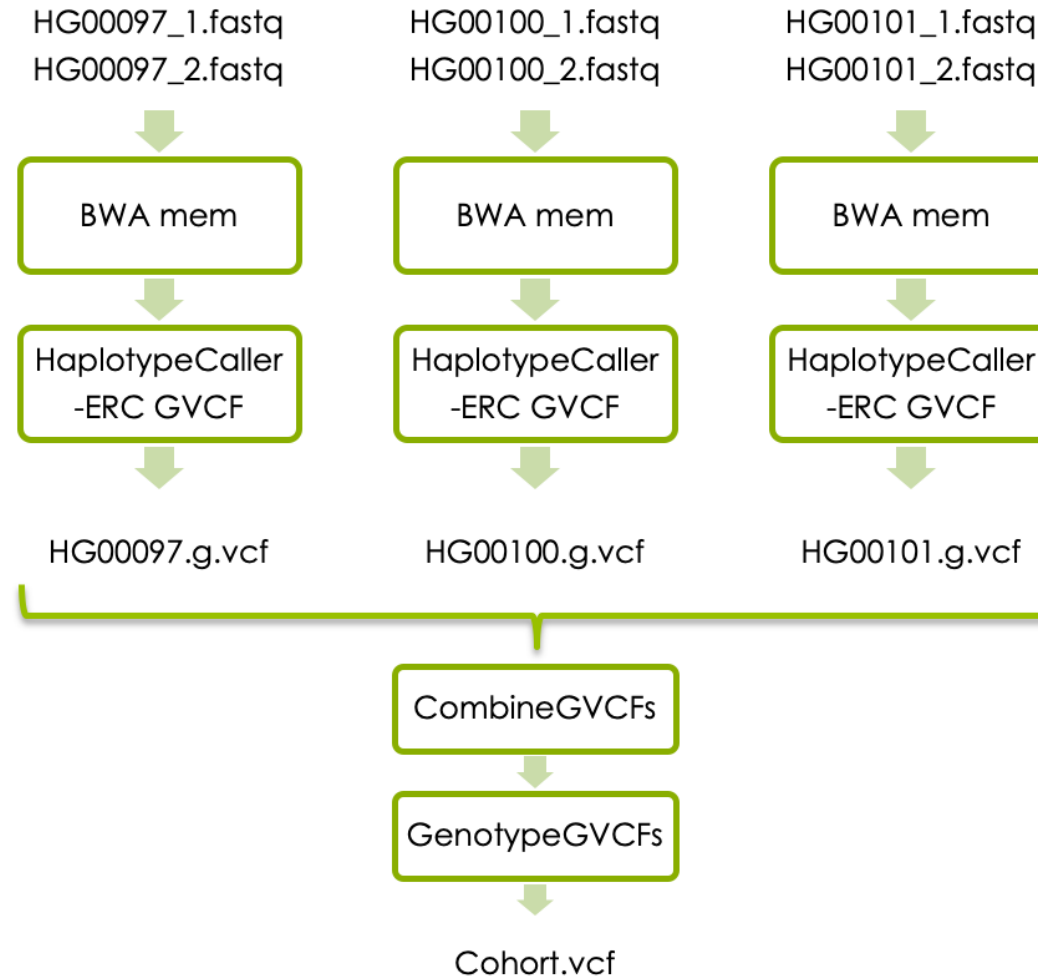 HG00097_1.fastq
HG00097_2.fastq
HG00100_1.fastq
HG00100_2.fastq
HG00101_1.fastq
HG00101_2.fastq
BWA mem
BWA mem
BWA mem
HaplotypeCaller
-ERC GVCF
HaplotypeCaller
-ERC GVCF
HaplotypeCaller
-ERC GVCF
HG00097.g.vcf
HG00100.g.vcf
HG00101.g.vcf
CombineGVCFs
GenotypeGVCFs
Cohort.vcf